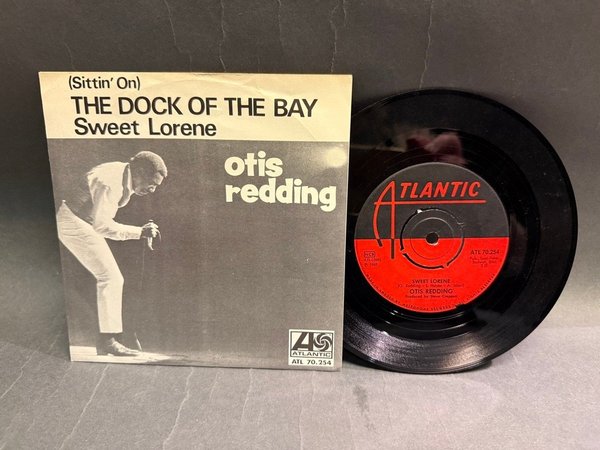 (Sittin' On)
THE DOCK OF THE BAY
Sweet Lorene
otis
redding
ATLANTIC
ATL 70.254
ATLANTIC
ATL 70.254
SWEET LORENE
OTIS REDDING
Produced by Steve Cropper